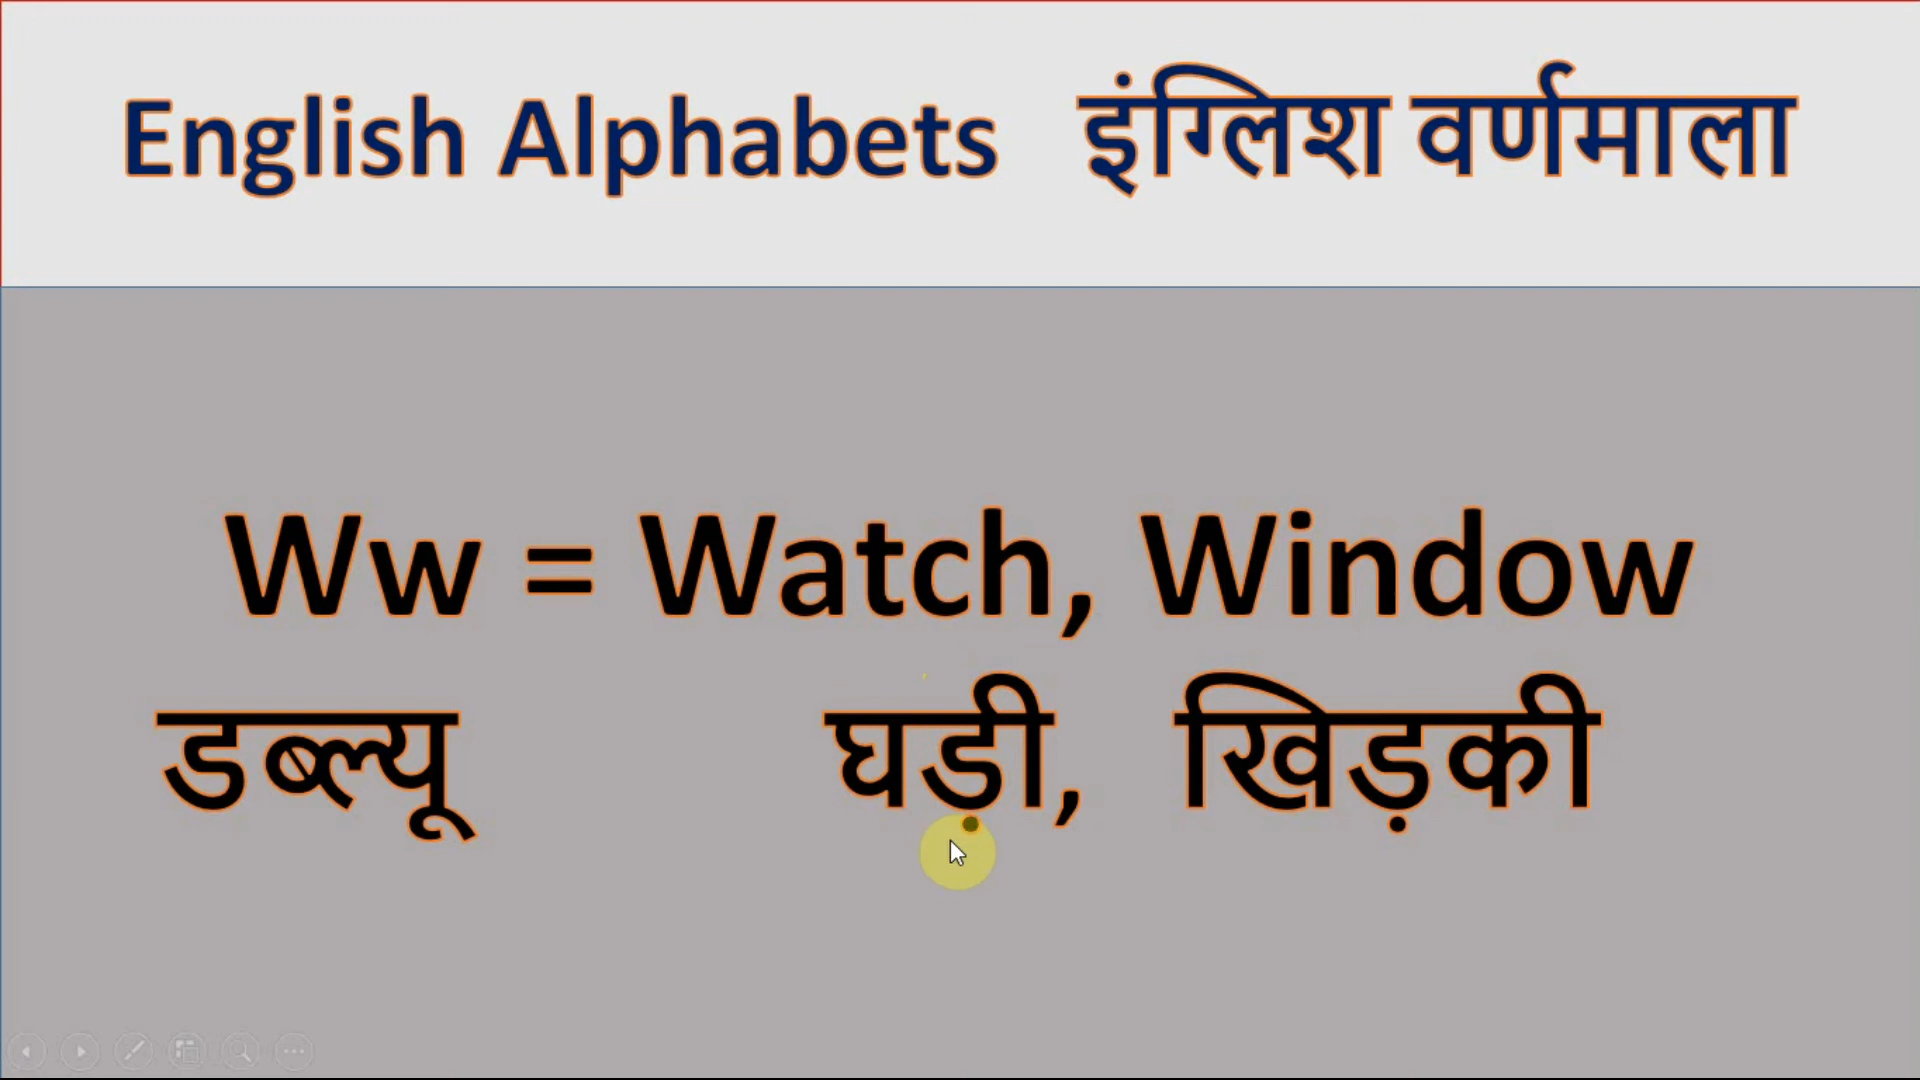 English Alphabets इंग्लिश वर्णमाला
Ww = Watch, Window
डब्ल्यू घड़ी, खिड़की